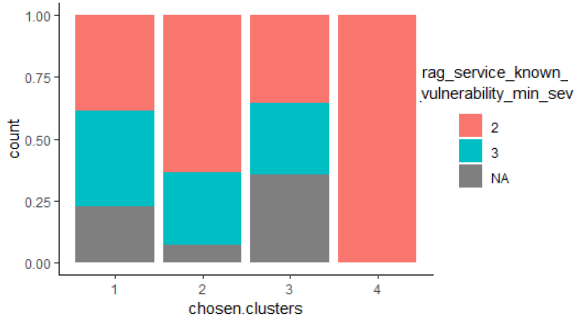 1.00
0.75
0.50
0.25
0.00
count
1 2 3 4
chosen.clusters
rag_service_known_
_vulnerability_min_sev
2
3
NA